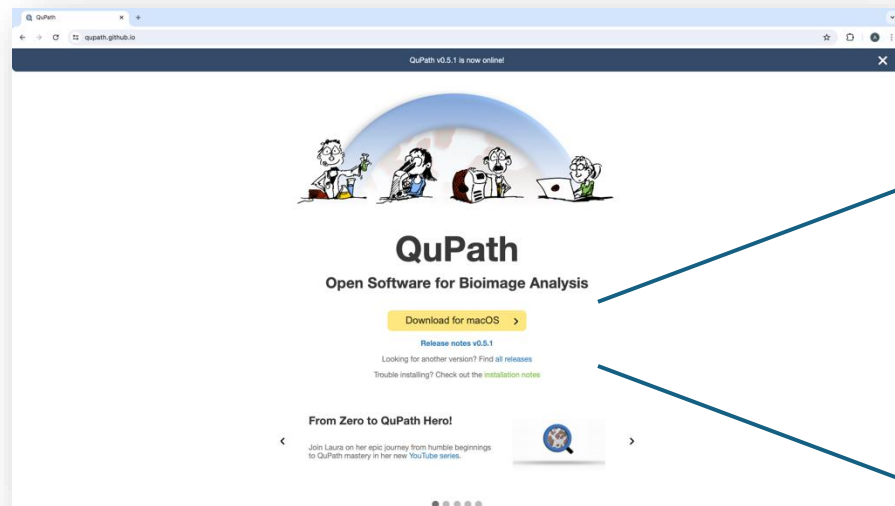 QuPath
qupath.github.io
QuPath v0.5.1 is now online!
QuPath
Open Software for Bioimage Analysis
Download for macOS
Release notes v0.5.1
Looking for another version? Find all releases
Trouble installing? Check out the installation notes
From Zero to QuPath Hero!
Join Laura on her epic journey from humble beginnings
to QuPath mastery in her new YouTube series.